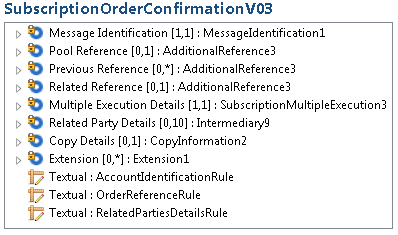 SubscriptionOrderConfirmationV03
Message Identification [1,1] : MessageIdentification1
Pool Reference [0,1] : AdditionalReference3
Previous Reference [0,*] : AdditionalReference3
Related Reference [0,1] : AdditionalReference3
Multiple Execution Details [1,1] : SubscriptionMultipleExecution3
Related Party Details [0,10] : Intermediary9
Copy Details [0,1] : CopyInformation2
Extension [0,*] : Extension1
Textual : AccountIdentificationRule
Textual : OrderReferenceRule
Textual : RelatedPartiesDetailsRule